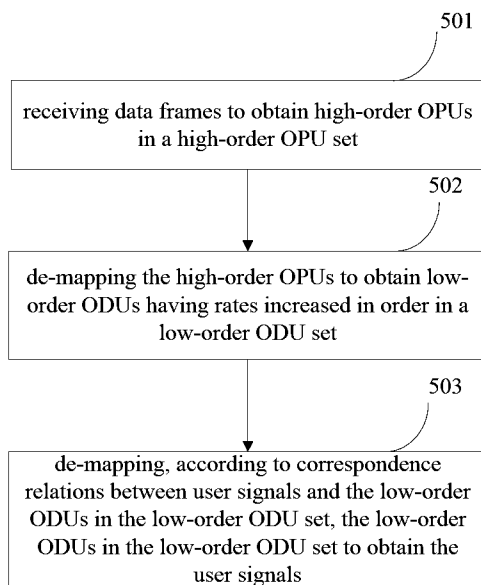 501
receiving data frames to obtain high-order OPUs
in a high-order OPU set
502
de-mapping the high-order OPUs to obtain low-
order ODUs having rates increased in order in a
low-order ODU set
503
de-mapping, according to correspondence
relations between user signals and the low-order
ODUs in the low-order ODU set, the low-order
ODUs in the low-order ODU set to obtain the
user signals